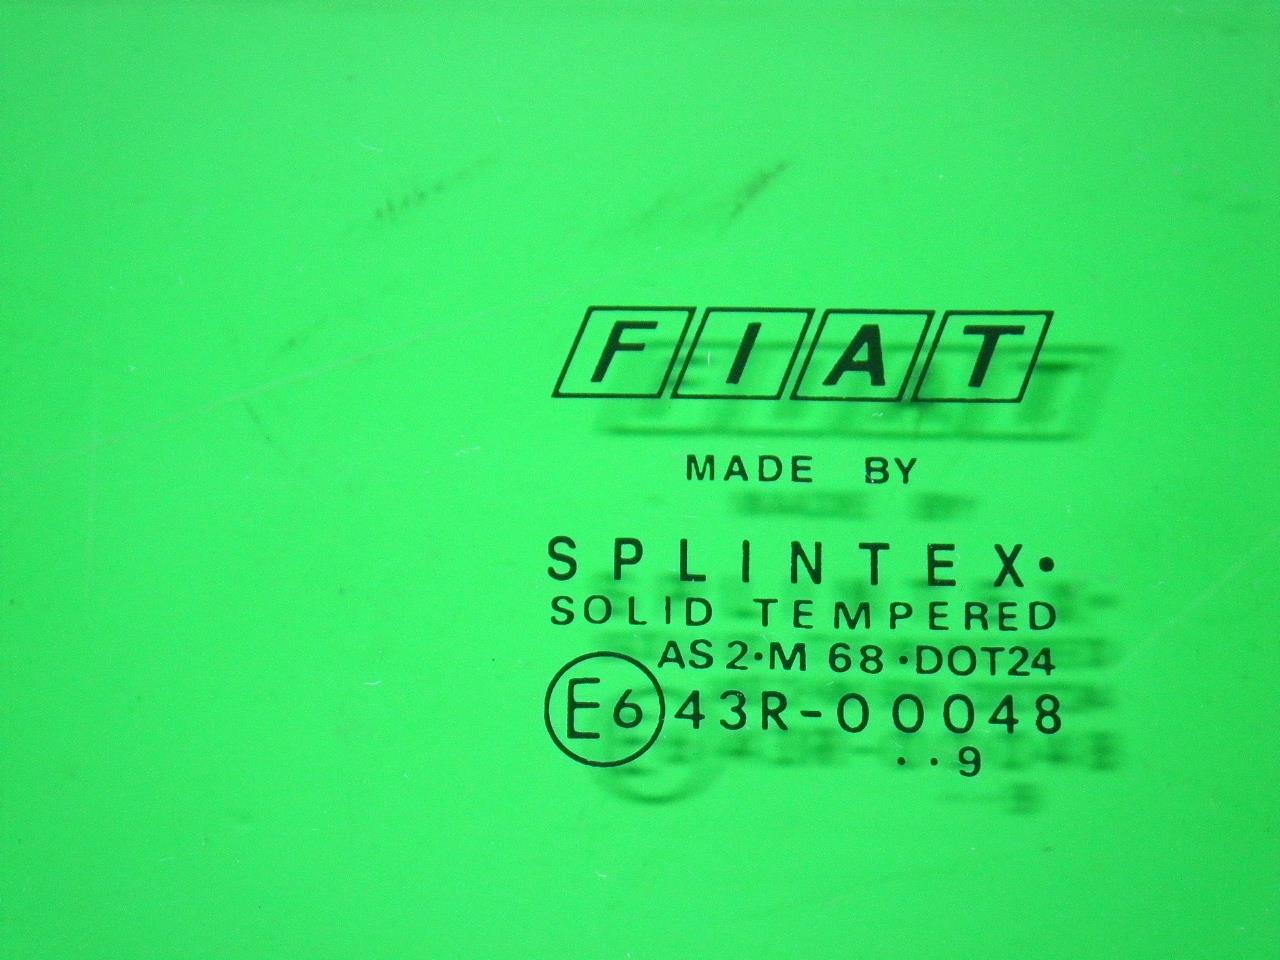 FIAT
MADE BY
SPLINTEX•
SOLID TEMPERED
AS2•M 68•DOT24
E6 43R-00048
..9